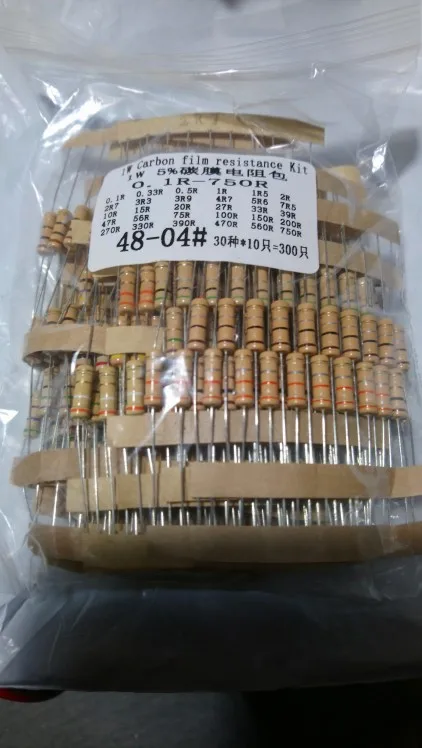 1W Carbon film resistance Kit
1W 5%碳膜电阻包
0.1R-750R
0.1R 0.33R 0.5R 1R 1R5 2R
2R7 3R3 3R9 4R7 5R6 7R5
10R 15R 20R 27R 33R 39R
47R 56R 75R 100R 150R 200R
270R 330R 390R 470R 560R 750R
48-04# 30种*10只=300只